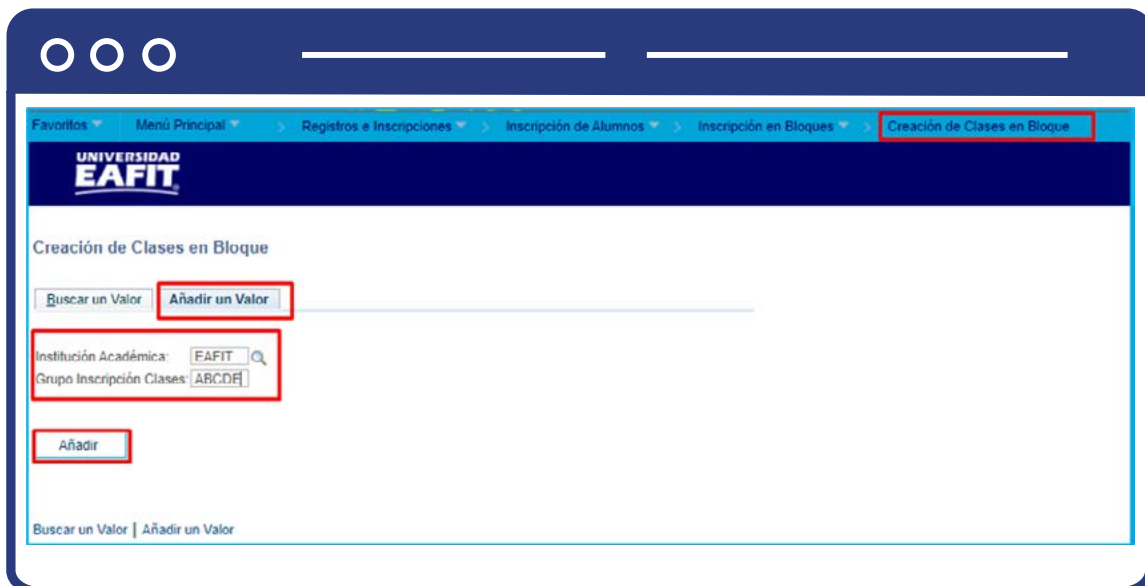 Favoritos Menú Principal > Registros e Inscripciones > Inscripción de Alumnos > Inscripción en Bloques > Creación de Clases en Bloque
UNIVERSIDAD
EAFIT
Creación de Clases en Bloque
Buscar un Valor Añadir un Valor
Institución Académica: EAFIT
Grupo Inscripción Clases: ABCDE
Añadir
Buscar un Valor | Añadir un Valor